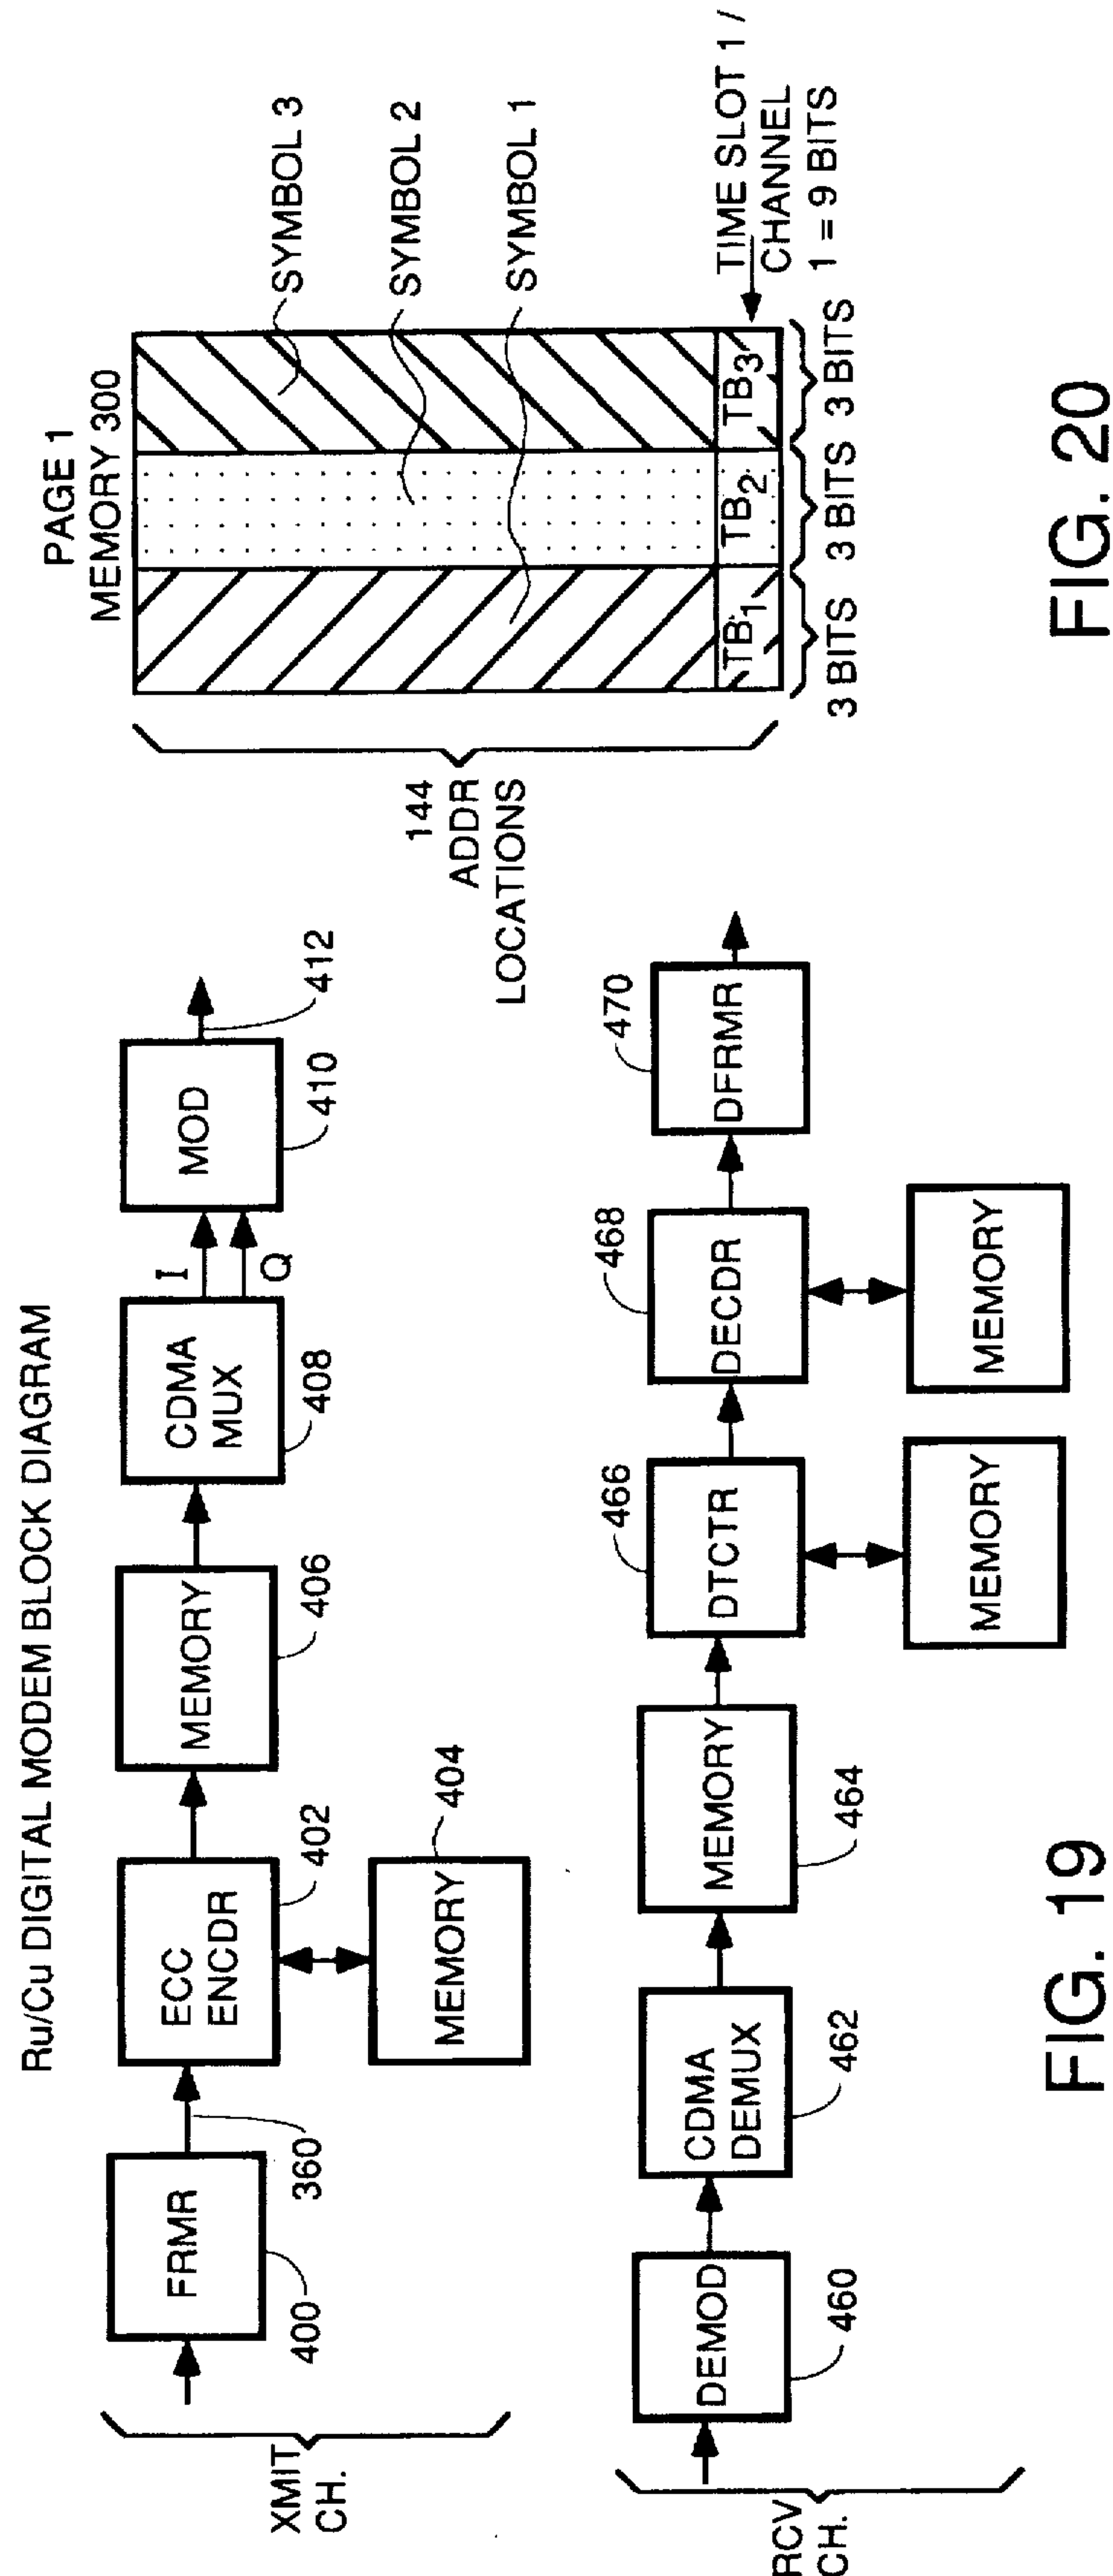 Ru/Cu DIGITAL MODEM BLOCK DIAGRAM
XMIT
CH.
FRMR
400
360
ECC
ENCDR
402
MEMORY
404
MEMORY
406
CDMA
MUX
408
I
Q
MOD
410
412
RCV
CH.
DEMOD
460
CDMA
DEMUX
462
MEMORY
464
DTCTR
466
MEMORY
DECDR
468
MEMORY
DFRMR
470
FIG. 19
PAGE 1
MEMORY 300
144
ADDR
LOCATIONS
SYMBOL 3
SYMBOL 2
SYMBOL 1
TB1
TB2
TB3
TIME SLOT 1 /
CHANNEL
1 = 9 BITS
3 BITS 3 BITS 3 BITS
FIG. 20